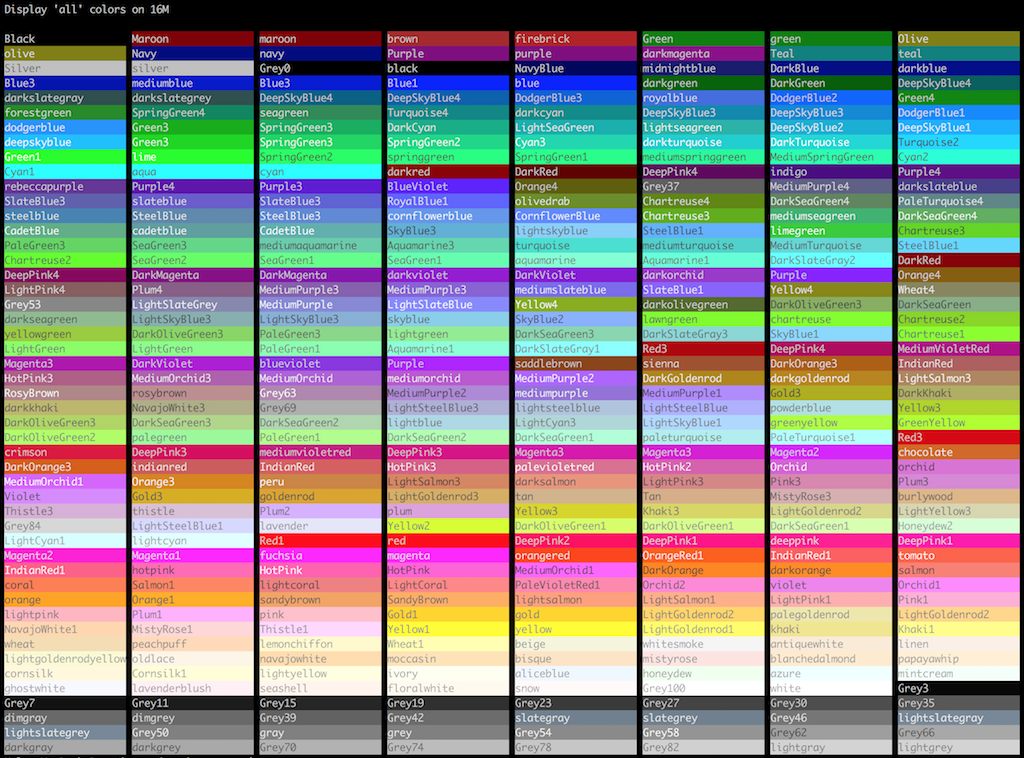 Display 'all' colors on 16M
Black Maroon maroon brown firebrick Green green Olive
olive Navy navy Purple purple darkmagenta Teal teal
Silver silver Grey0 black NavyBlue midnightblue DarkBlue darkblue
Blue3 mediumblue Blue3 Blue1 blue darkgreen DarkGreen DeepSkyBlue4
darkslategray darkslategrey DeepSkyBlue4 DeepSkyBlue4 DodgerBlue3 royalblue DodgerBlue2 Green4
forestgreen SpringGreen4 seagreen Turquoise4 darkcyan DeepSkyBlue3 DeepSkyBlue3 DodgerBlue1
dodgerblue Green3 SpringGreen3 DarkCyan LightSeaGreen lightseagreen DeepSkyBlue2 DeepSkyBlue1
deepskyblue Green3 SpringGreen3 SpringGreen2 Cyan3 darkturquoise DarkTurquoise Turquoise2
Green1 lime SpringGreen2 springgreen SpringGreen1 mediumspringgreen MediumSpringGreen Cyan2
Cyan1 aqua cyan darkred DarkRed DeepPink4 indigo Purple4
rebeccapurple Purple4 Purple3 BlueViolet Orange4 Grey37 MediumPurple4 darkslateblue
SlateBlue3 slateblue SlateBlue3 RoyalBlue1 olivedrab Chartreuse4 DarkSeaGreen4 PaleTurquoise4
steelblue SteelBlue SteelBlue3 cornflowerblue CornflowerBlue Chartreuse3 mediumseagreen DarkSeaGreen4
CadetBlue cadetblue CadetBlue SkyBlue3 lightskyblue SteelBlue1 limegreen Chartreuse3
PaleGreen3 SeaGreen3 mediumaquamarine Aquamarine3 turquoise mediumturquoise MediumTurquoise SteelBlue1
Chartreuse2 SeaGreen2 SeaGreen1 SeaGreen1 aquamarine Aquamarine1 DarkSlateGray2 DarkRed
DeepPink4 DarkMagenta DarkMagenta darkviolet DarkViolet darkorchid Purple Orange4
LightPink4 Plum4 MediumPurple3 MediumPurple3 mediumslateblue SlateBlue1 Yellow4 Wheat4
Grey53 LightSlateGrey MediumPurple LightSlateBlue Yellow4 darkolivegreen DarkOliveGreen3 DarkSeaGreen
darkseagreen LightSkyBlue3 LightSkyBlue3 skyblue SkyBlue2 lawngreen chartreuse Chartreuse2
yellowgreen DarkOliveGreen3 PaleGreen3 lightgreen DarkSeaGreen3 DarkSlateGray3 SkyBlue1 Chartreuse1
LightGreen LightGreen PaleGreen1 Aquamarine1 DarkSlateGray1 Red3 DeepPink4 MediumVioletRed
Magenta3 DarkViolet blueviolet Purple saddlebrown sienna DarkOrange3 IndianRed
HotPink3 MediumOrchid3 MediumOrchid mediumorchid MediumPurple2 DarkGoldenrod darkgoldenrod LightSalmon3
RosyBrown rosybrown Grey63 MediumPurple2 mediumpurple MediumPurple1 Gold3 DarkKhaki
darkkhaki NavajoWhite3 Grey69 LightSteelBlue3 lightsteelblue LightSteelBlue powderblue Yellow3
DarkOliveGreen3 DarkSeaGreen3 DarkSeaGreen2 lightblue LightCyan3 LightSkyBlue1 greenyellow GreenYellow
DarkOliveGreen2 palegreen PaleGreen1 DarkSeaGreen2 DarkSeaGreen1 paleturquoise PaleTurquoise1 Red3
crimson DeepPink3 mediumvioletred DeepPink3 Magenta3 Magenta3 Magenta2 chocolate
DarkOrange3 indianred IndianRed HotPink3 palevioletred HotPink2 Orchid orchid
MediumOrchid1 Orange3 peru LightSalmon3 darksalmon LightPink3 Pink3 Plum3
Violet Gold3 goldenrod LightGoldenrod3 tan Tan MistyRose3 burlywood
Thistle3 thistle Plum2 plum Yellow3 Khaki3 LightGoldenrod2 LightYellow3
Grey84 LightSteelBlue1 lavender Yellow2 DarkOliveGreen1 DarkOliveGreen1 DarkSeaGreen1 Honeydew2
LightCyan1 lightcyan Red1 red DeepPink2 DeepPink1 deeppink DeepPink1
Magenta2 Magenta1 fuchsia magenta orangered OrangeRed1 IndianRed1 tomato
IndianRed1 hotpink HotPink HotPink MediumOrchid1 DarkOrange darkorange salmon
coral Salmon1 lightcoral LightCoral PaleVioletRed1 Orchid2 violet Orchid1
orange Orange1 sandybrown SandyBrown lightsalmon LightSalmon1 LightPink1 Pink1
lightpink Plum1 pink Gold1 gold LightGoldenrod2 palegoldenrod LightGoldenrod2
NavajoWhite1 MistyRose1 Thistle1 Yellow1 yellow LightGoldenrod1 khaki Khaki1
wheat peachpuff lemonchiffon Wheat1 beige whitesmoke antiquewhite linen
lightgoldenrodyellow oldlace navajowhite moccasin bisque mistyrose blanchedalmond papayawhip
cornsilk Cornsilk1 lightyellow ivory aliceblue honeydew azure mintcream
ghostwhite lavenderblush seashell floralwhite snow Grey100 white Grey3
Grey7 Grey11 Grey15 Grey19 Grey23 Grey27 Grey30 Grey35
dimgray dimgrey Grey39 Grey42 slategray slategrey Grey46 lightslategray
lightslategrey Grey50 gray grey Grey54 Grey58 Grey62 Grey66
darkgray darkgrey Grey70 Grey74 Grey78 Grey82 lightgray lightgrey